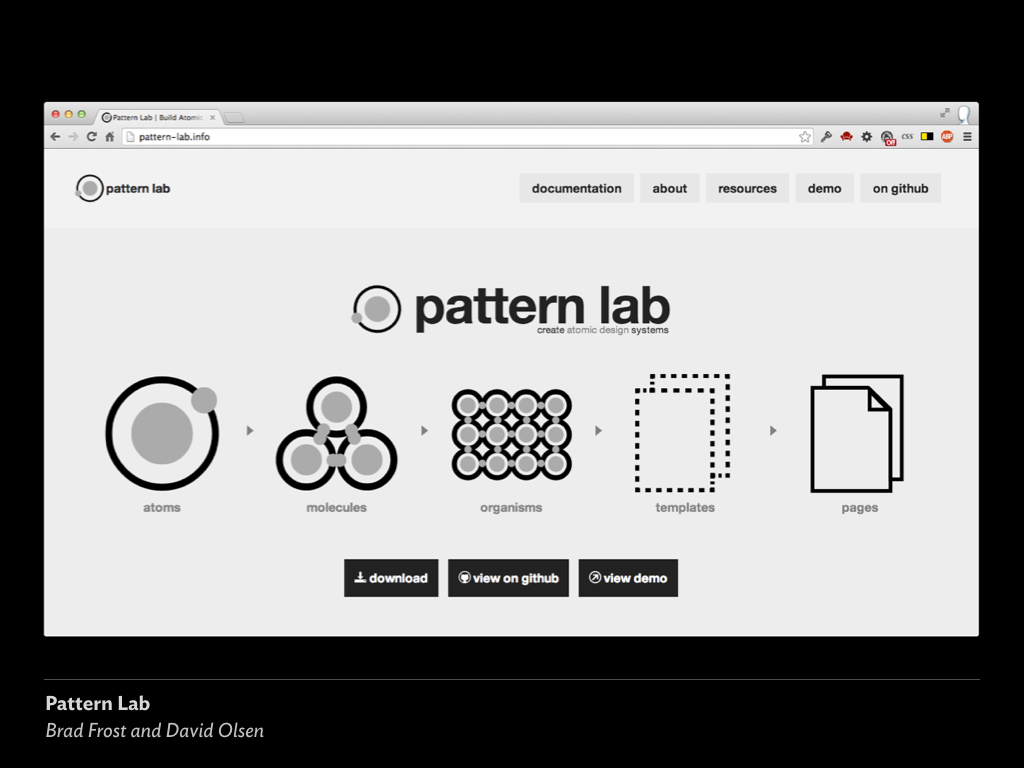 Pattern Lab | Build Atomic
pattern-lab.info
Off
CSS
ABP
pattern lab
documentation
about
resources
demo
on github
pattern lab
create atomic design systems
atoms
molecules
organisms
templates
pages
download
view on github
view demo
Pattern Lab
Brad Frost and David Olsen